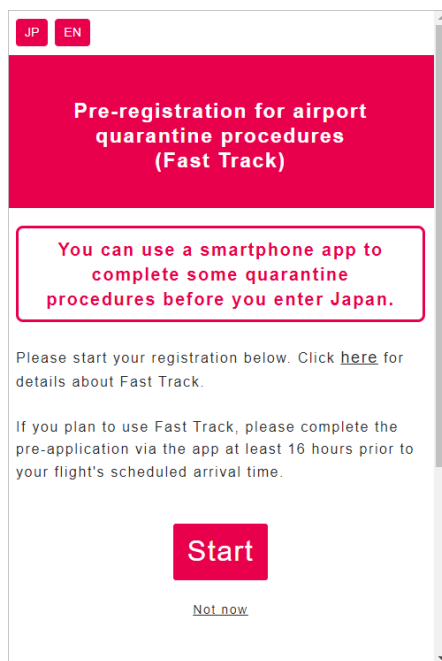 JP EN
Pre-registration for airport
quarantine procedures
(Fast Track)
You can use a smartphone app to
complete some quarantine
procedures before you enter Japan.
Please start your registration below. Click here for
details about Fast Track.
If you plan to use Fast Track, please complete the
pre-application via the app at least 16 hours prior to
your flight's scheduled arrival time.
Start
Not now